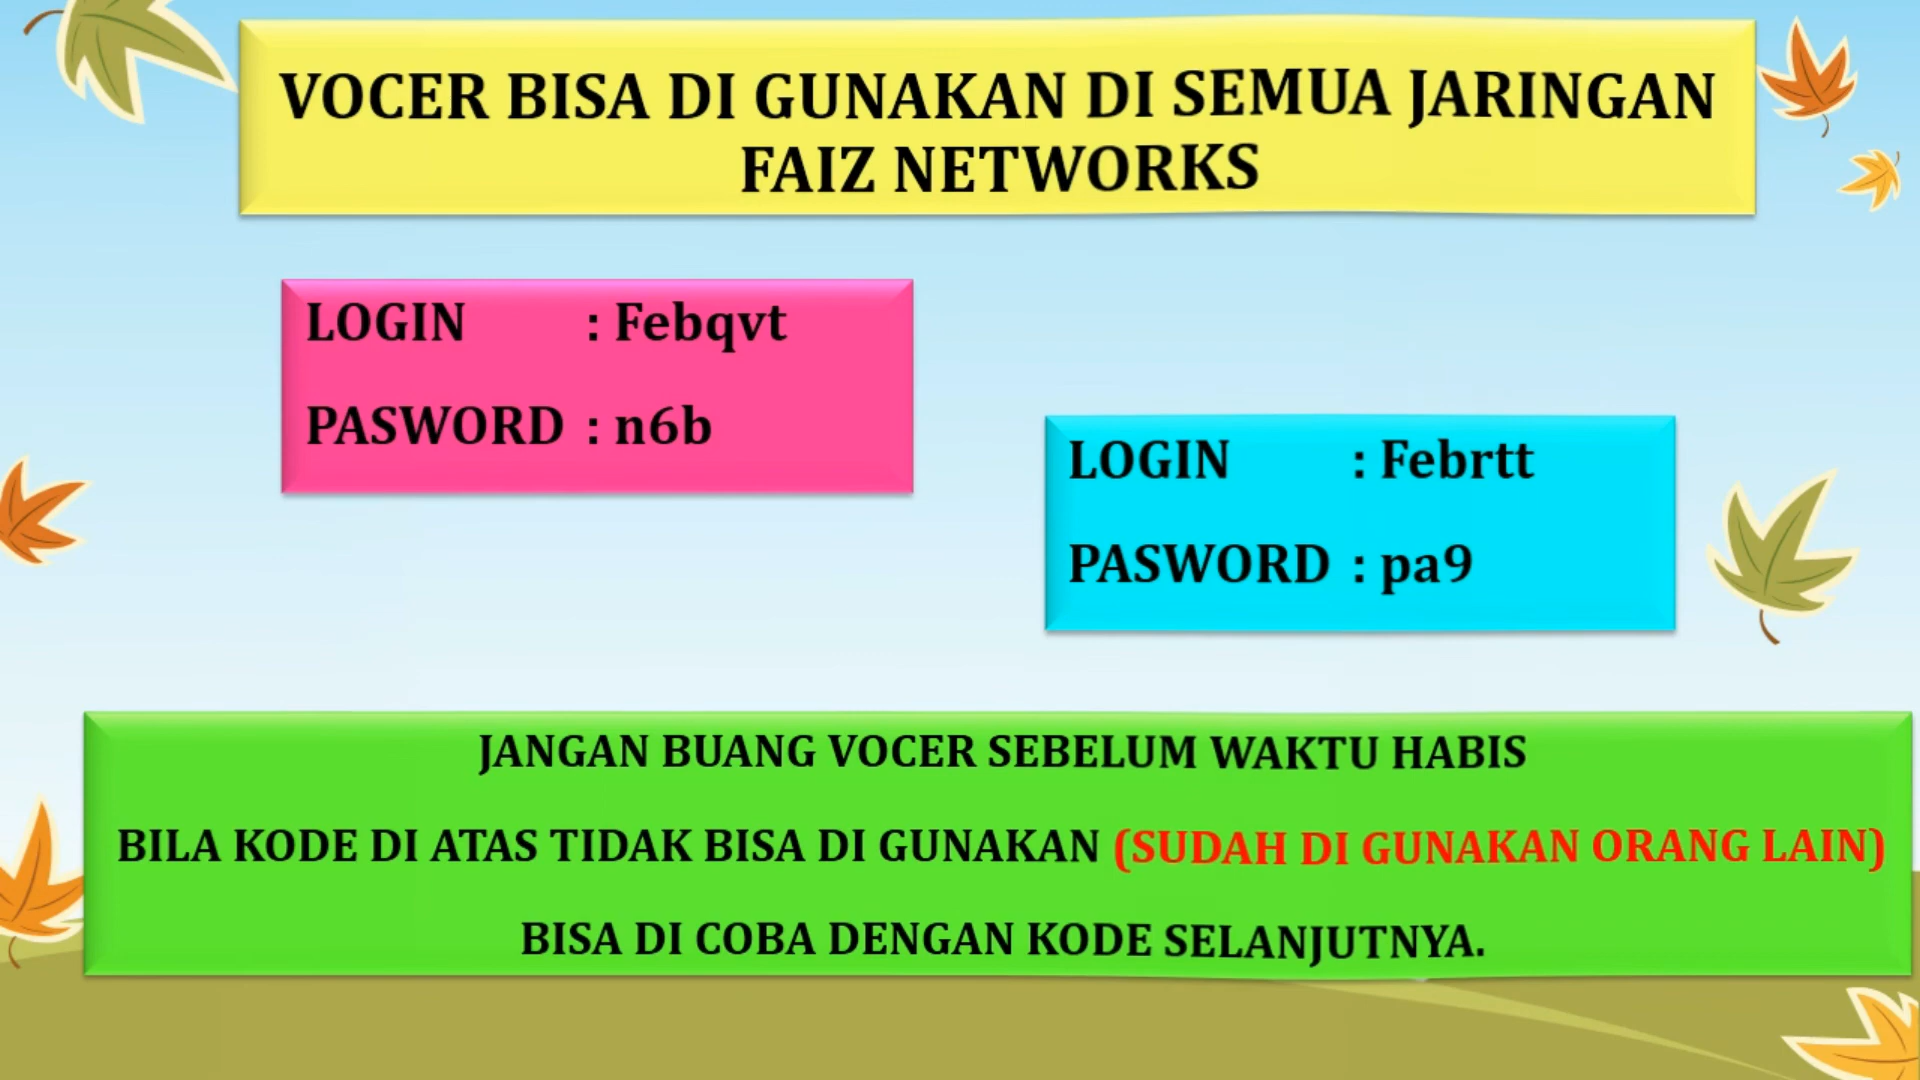 VOCER BISA DI GUNAKAN DI SEMUA JARINGAN
FAIZ NETWORKS
LOGIN : Febqvt
PASWORD : n6b
LOGIN : Febrtt
PASWORD : pa9
JANGAN BUANG VOCER SEBELUM WAKTU HABIS
BILA KODE DI ATAS TIDAK BISA DI GUNAKAN (SUDAH DI GUNAKAN ORANG LAIN)
BISA DI COBA DENGAN KODE SELANJUTNYA.